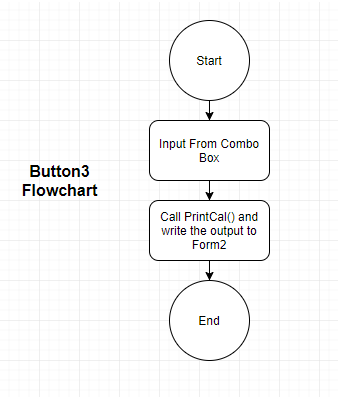 Start
Input From Combo
Box
Button3
Flowchart
Call PrintCal() and
write the output to
Form2
End